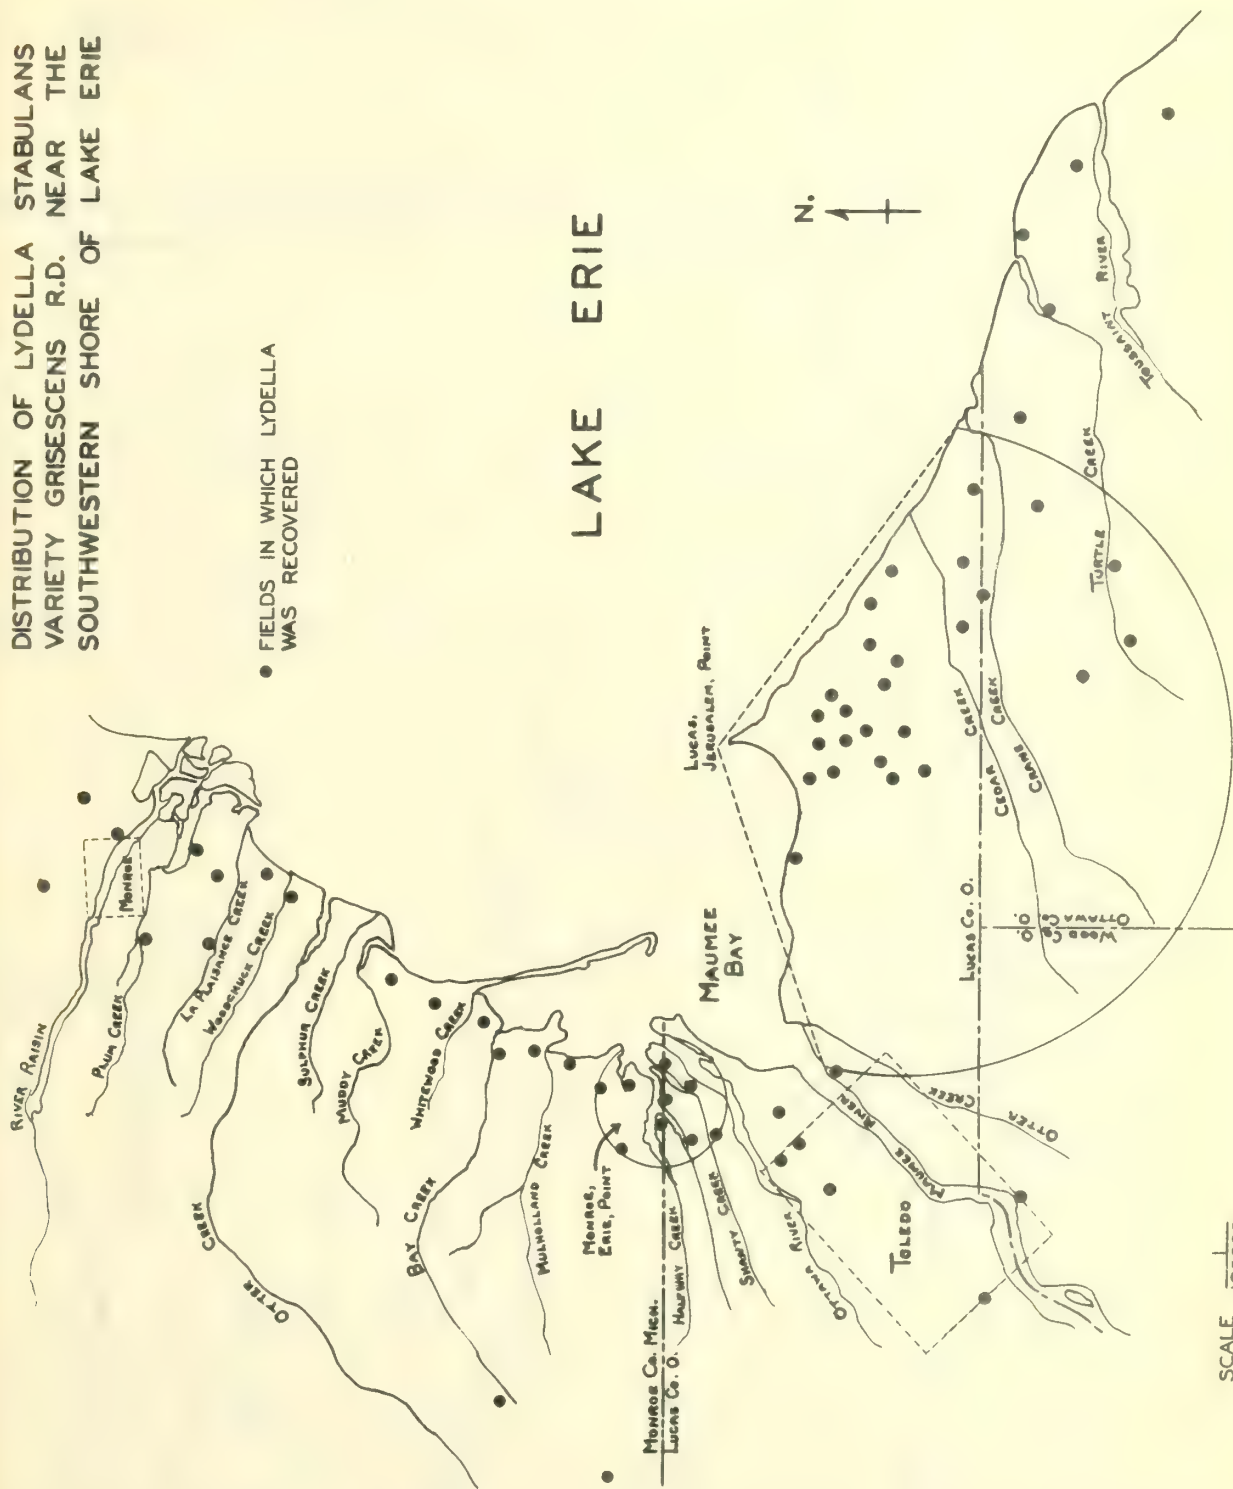 DISTRIBUTION OF LYDELLA STABULANS
VARIETY GRISESCENS R.D. NEAR THE
SOUTHWESTERN SHORE OF LAKE ERIE
FIELDS IN WHICH LYDELLA
WAS RECOVERED
LAKE ERIE
N.
RIVER RAISIN
MONROE
PLUM CREEK
LA PLAISANCE CREEK
WOODCHUCK CREEK
OTTER CREEK
SULPHUR CREEK
MUDDY CREEK
WHITEWOOD CREEK
BAY CREEK
MULHOLLAND CREEK
MONROE,
ERIE, POINT
MONROE CO. MICH.
LUCAS CO. O.
HALFWAY CREEK
SHANTY CREEK
OTTAWA RIVER
TOLEDO
MAUMEE RIVER
OTTER CREEK
MAUMEE
BAY
LUCAS,
JERUSALEM, POINT
LUCAS CO. O.
WOOD CO. O.
OTTAWA CO. O.
CEDAR CREEK
CRANE CREEK
TURTLE CREEK
TOUSSAINT RIVER
SCALE